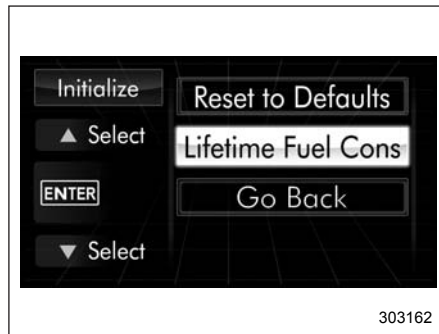 Initialize
▲ Select
ENTER
▼ Select
Reset to Defaults
Lifetime Fuel Cons
Go Back
303162